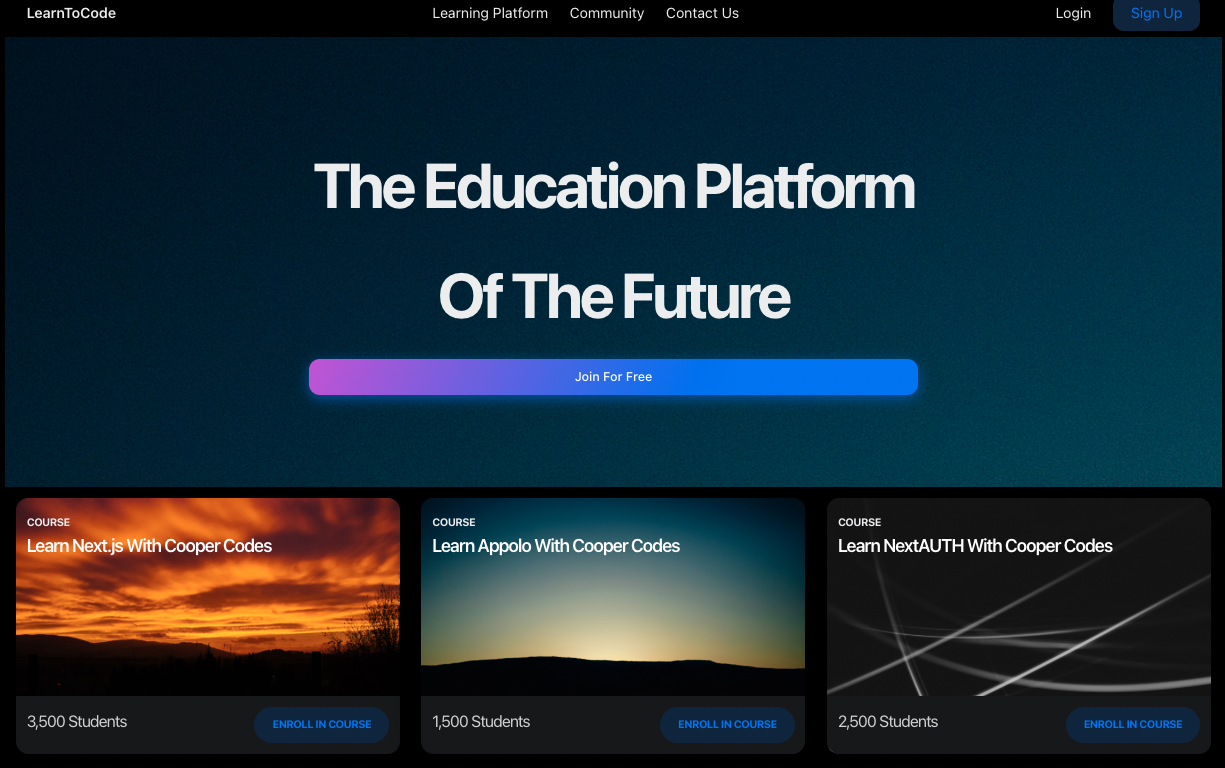 LearnToCode
Learning Platform
Community
Contact Us
Login
Sign Up
The Education Platform
Of The Future
Join For Free
COURSE
Learn Next.js With Cooper Codes
3,500 Students
ENROLL IN COURSE
COURSE
Learn Appolo With Cooper Codes
1,500 Students
ENROLL IN COURSE
COURSE
Learn NextAUTH With Cooper Codes
2,500 Students
ENROLL IN COURSE